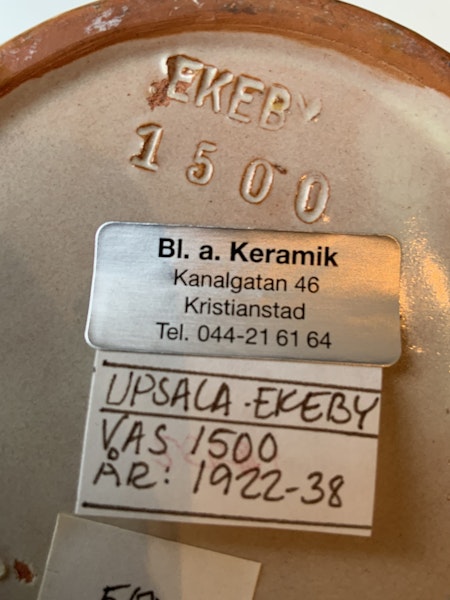 EKEBY
1500
Bl. a. Keramik
Kanalgatan 46
Kristianstad
Tel. 044-21 61 64
UPSALA-EKEBY
VAS 1500
ÅR: 1922-38